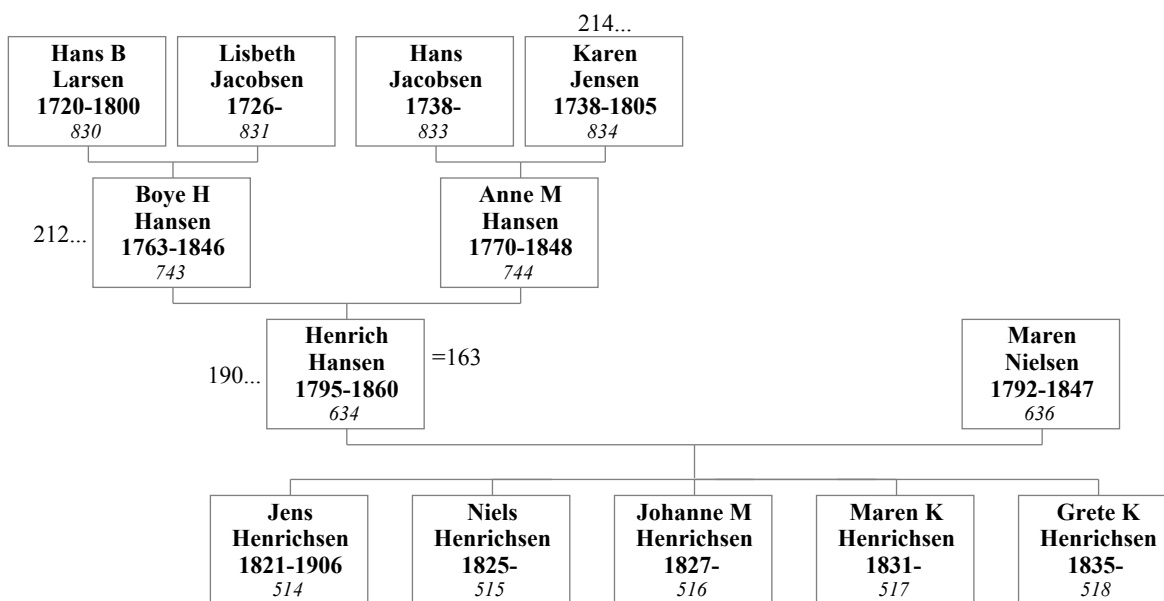 214...
Hans B
Larsen
1720-1800
830
Lisbeth
Jacobsen
1726-
831
Hans
Jacobsen
1738-
833
Karen
Jensen
1738-1805
834
212...
Boye H
Hansen
1763-1846
743
Anne M
Hansen
1770-1848
744
190...
Henrich
Hansen
1795-1860
634
=163
Maren
Nielsen
1792-1847
636
Jens
Henrichsen
1821-1906
514
Niels
Henrichsen
1825-
515
Johanne M
Henrichsen
1827-
516
Maren K
Henrichsen
1831-
517
Grete K
Henrichsen
1835-
518